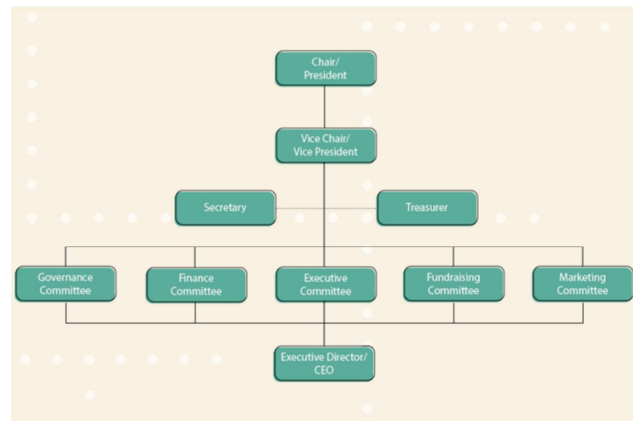 Chair/
President
Vice Chair/
Vice President
Secretary
Treasurer
Governance
Committee
Finance
Committee
Executive
Committee
Fundraising
Committee
Marketing
Committee
Executive Director/
CEO